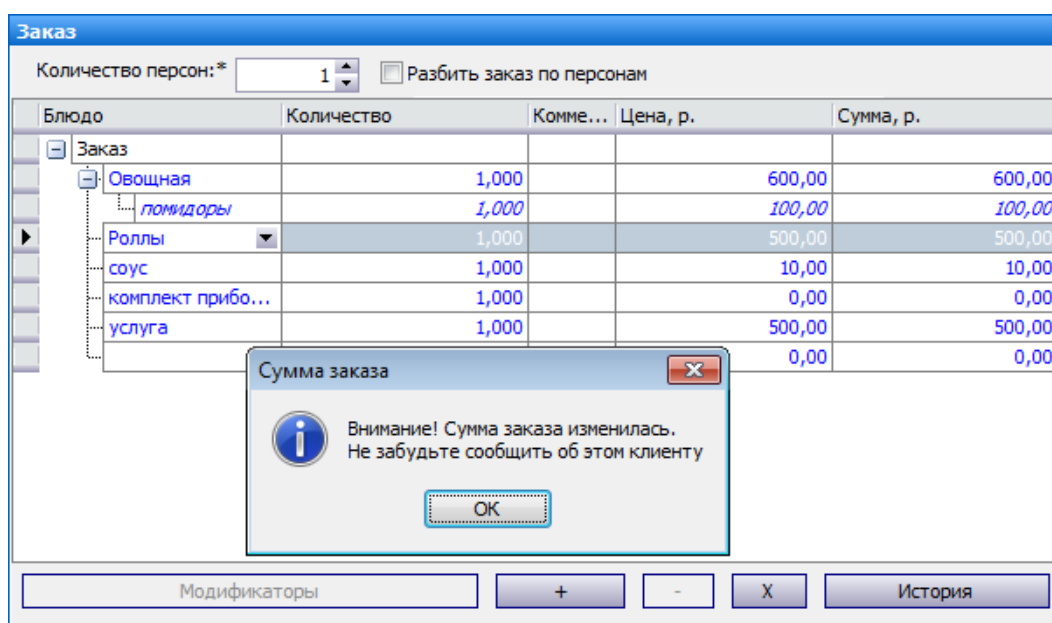 Заказ
Количество персон:* 1 Разбить заказ по персонам
Блюдо Количество Комме... Цена, р. Сумма, р.
Заказ
Овощная 1,000 600,00 600,00
помидоры 1,000 100,00 100,00
Роллы 1,000 500,00 500,00
соус 1,000 10,00 10,00
комплект прибо... 1,000 0,00 0,00
услуга 1,000 500,00 500,00
0,00 0,00
Сумма заказа
Внимание! Сумма заказа изменилась.
Не забудьте сообщить об этом клиенту
ОК
Модификаторы + - X История